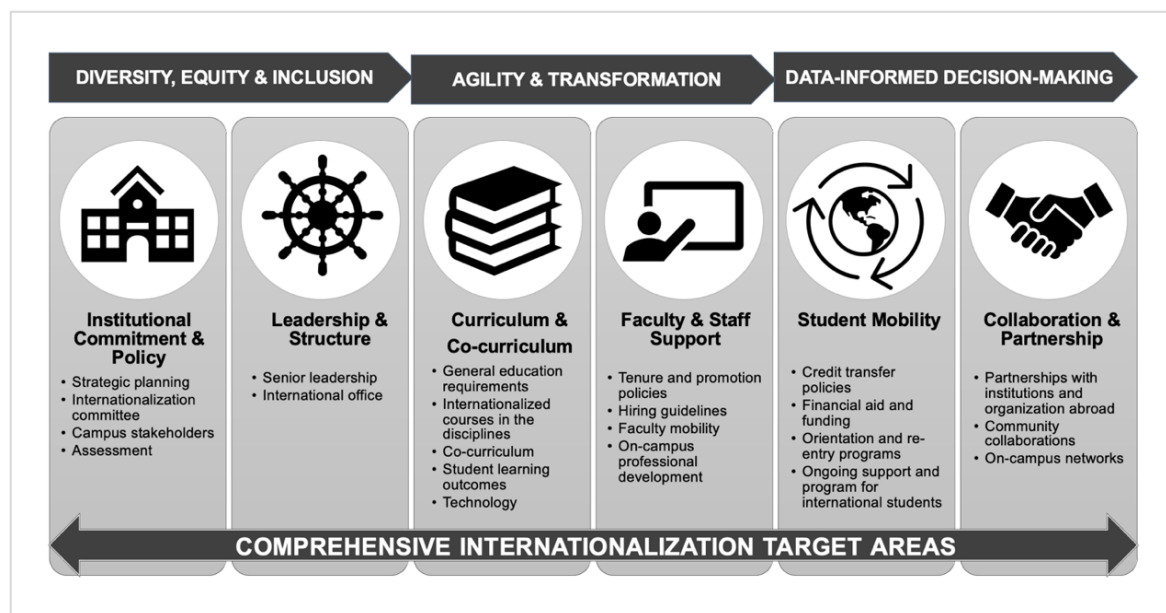 DIVERSITY, EQUITY & INCLUSION
AGILITY & TRANSFORMATION
DATA-INFORMED DECISION-MAKING
Institutional
Commitment &
Policy
• Strategic planning
• Internationalization
committee
• Campus stakeholders
• Assessment
Leadership &
Structure
• Senior leadership
• International office
Curriculum &
Co-curriculum
• General education
requirements
• Internationalized
courses in the
disciplines
• Co-curriculum
• Student learning
outcomes
• Technology
Faculty & Staff
Support
• Tenure and promotion
policies
• Hiring guidelines
• Faculty mobility
• On-campus
professional
development
Student Mobility
• Credit transfer
policies
• Financial aid and
funding
• Orientation and re-
entry programs
• Ongoing support and
program for
international students
Collaboration &
Partnership
• Partnerships with
institutions and
organization abroad
• Community
collaborations
• On-campus networks
COMPREHENSIVE INTERNATIONALIZATION TARGET AREAS